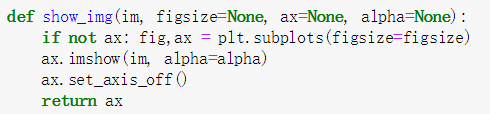 def show_img(im, figsize=None, ax=None, alpha=None):
    if not ax: fig,ax = plt.subplots(figsize=figsize)
    ax.imshow(im, alpha=alpha)
    ax.set_axis_off()
    return ax